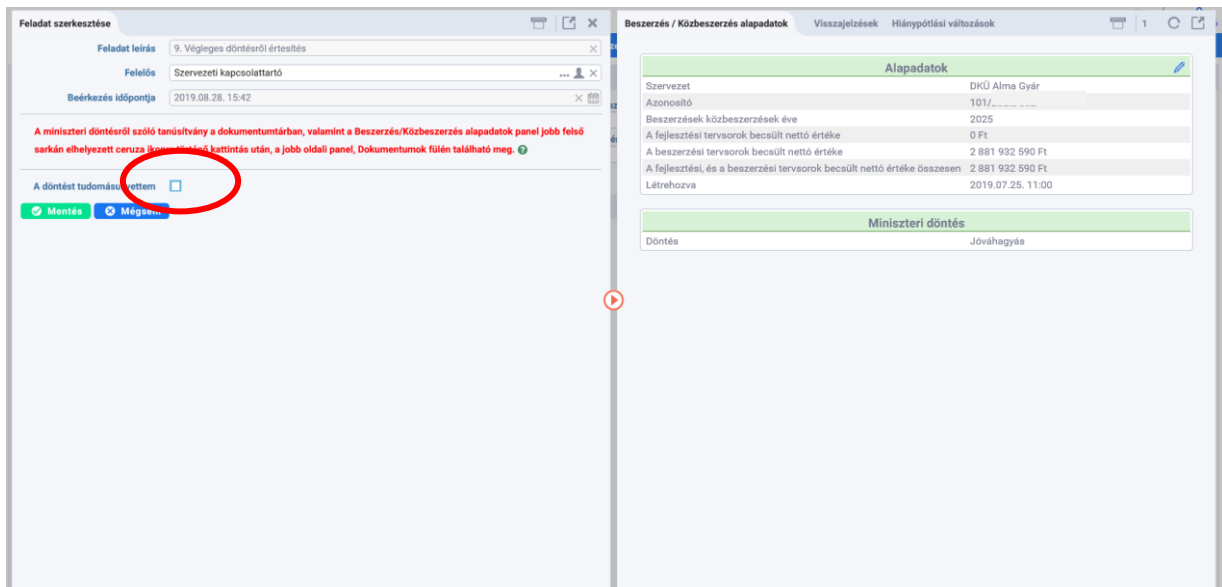 Feladat szerkesztése
Feladat leírás 9. Végleges döntésről értesítés
Felelős Szervezeti kapcsolattartó ...
Beérkezés időpontja 2019.08.28. 15:42
A miniszteri döntésről szóló tanúsítvány a dokumentumtárban, valamint a Beszerzés/Közbeszerzés alapadatok panel jobb felső
sarkán elhelyezett ceruza kattintás után, a jobb oldali panel, Dokumentumok fülén található meg.
A döntést
Mentés Mégsem
Beszerzés / Közbeszerzés alapadatok Visszajelzések Hiánypótlási változások 1
Alapadatok
Szervezet DKÜ Alma Gyár
Azonosító 101/
Beszerzések közbeszerzések éve 2025
A fejlesztési tervsorok becsült nettó értéke 0 Ft
A beszerzési tervsorok becsült nettó értéke 2 881 932 590 Ft
A fejlesztési, és a beszerzési tervsorok becsült nettó értéke összesen 2 881 932 590 Ft
Létrehozva 2019.07.25. 11:00
Miniszteri döntés
Döntés Jóváhagyás